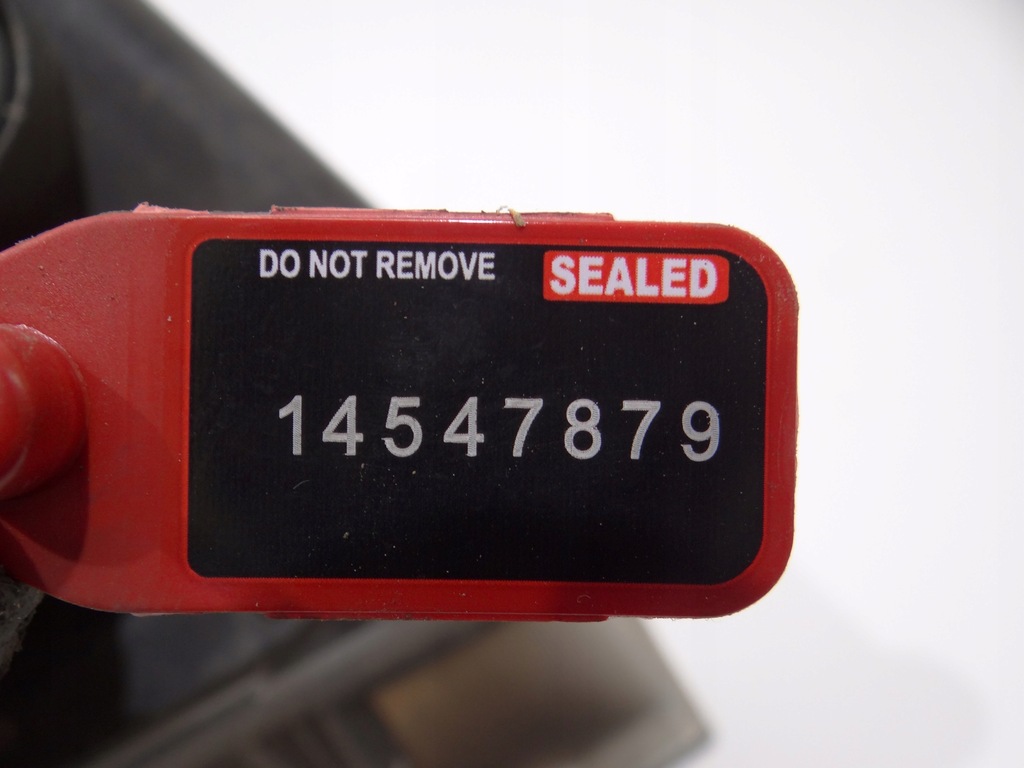 DO NOT REMOVE SEALED
14547879